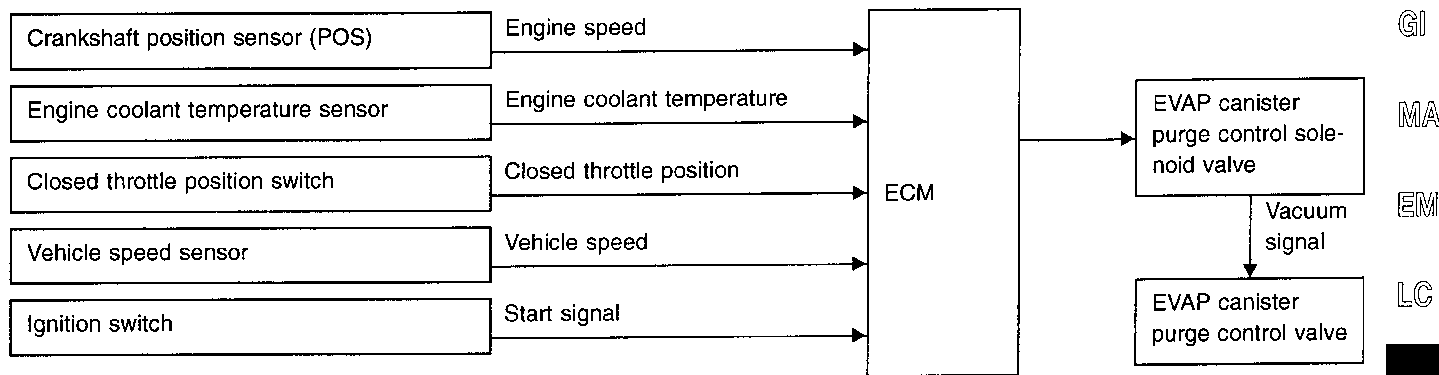 Crankshaft position sensor (POS)
Engine speed
Engine coolant temperature sensor
Engine coolant temperature
Closed throttle position switch
Closed throttle position
Vehicle speed sensor
Vehicle speed
Ignition switch
Start signal
ECM
EVAP canister
purge control sole-
noid valve
Vacuum
signal
EVAP canister
purge control valve
GI
MA
EM
LC